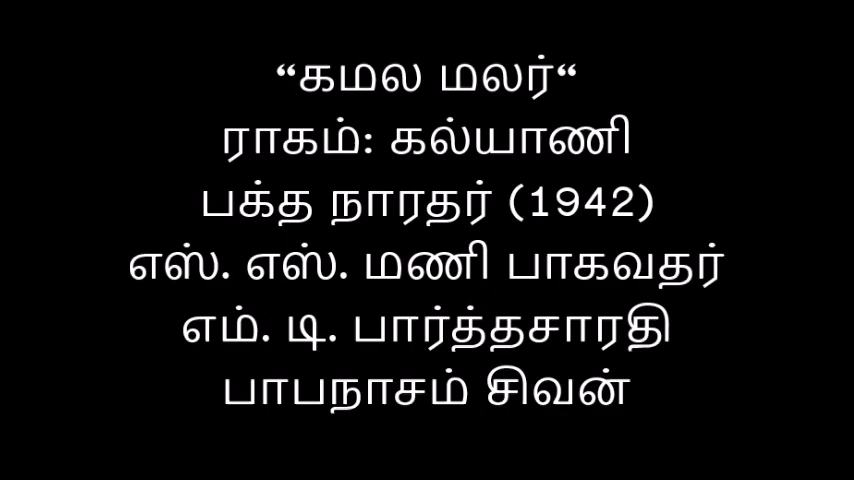 “கமல மலர்“
ராகம்: கல்யாணி
பக்த நாரதர் (1942)
எஸ். எஸ். மணி பாகவதர்
எம். டி. பார்த்தசாரதி
பாபநாசம் சிவன்